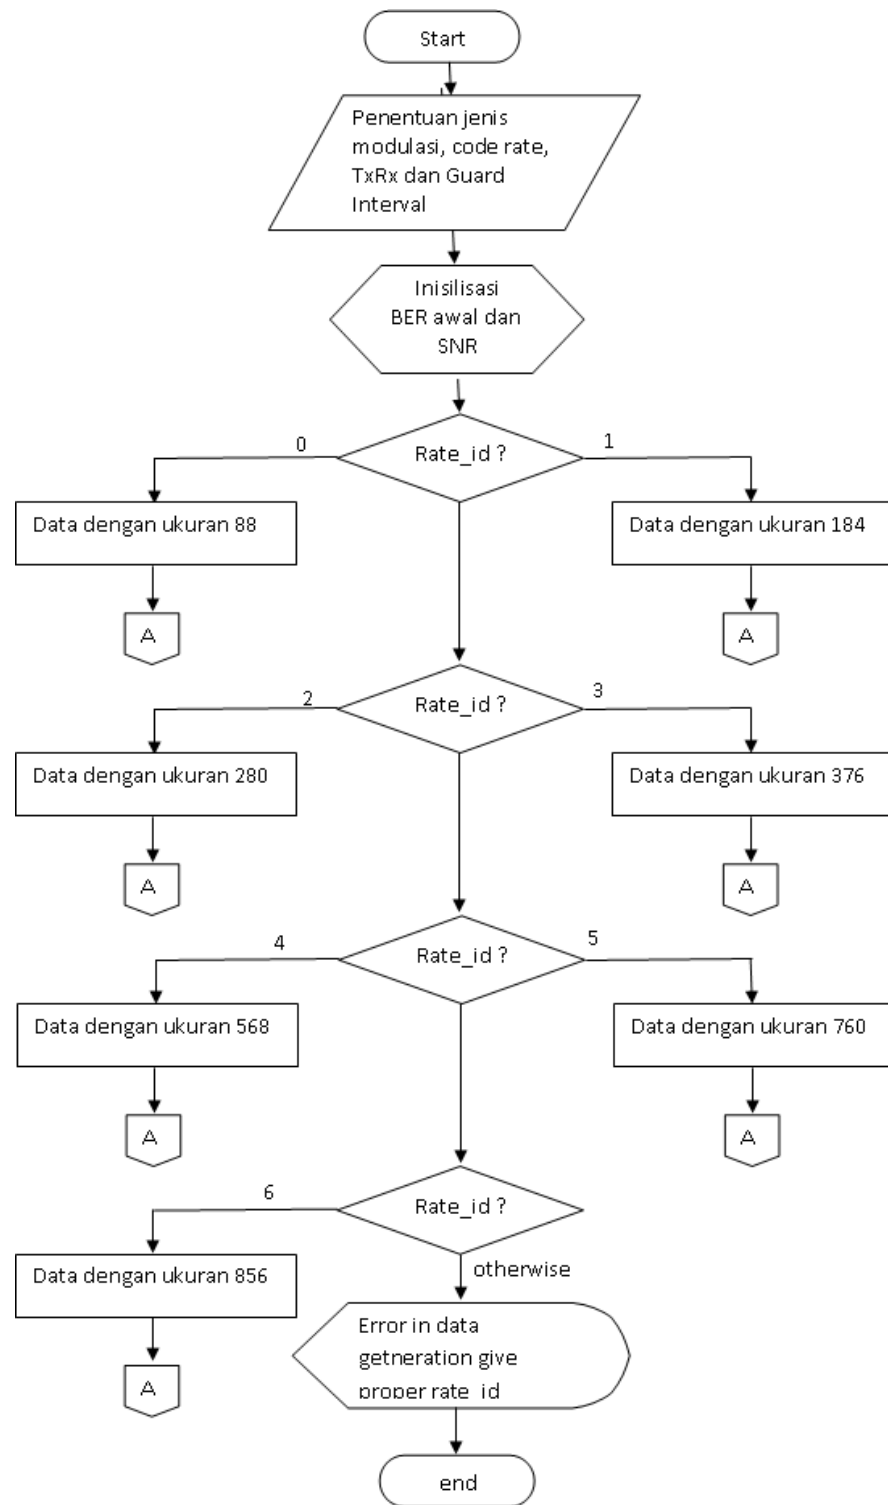 Start
Penentuan jenis
modulasi, code rate,
TxRx dan Guard
Interval
Inisilisasi
BER awal dan
SNR
0
Rate_id ?
1
Data dengan ukuran 88
Data dengan ukuran 184
A
A
2
Rate_id ?
3
Data dengan ukuran 280
Data dengan ukuran 376
A
A
4
Rate_id ?
5
Data dengan ukuran 568
Data dengan ukuran 760
A
A
6
Rate_id ?
otherwise
Data dengan ukuran 856
Error in data
getneration give
proper rate_id
A
end